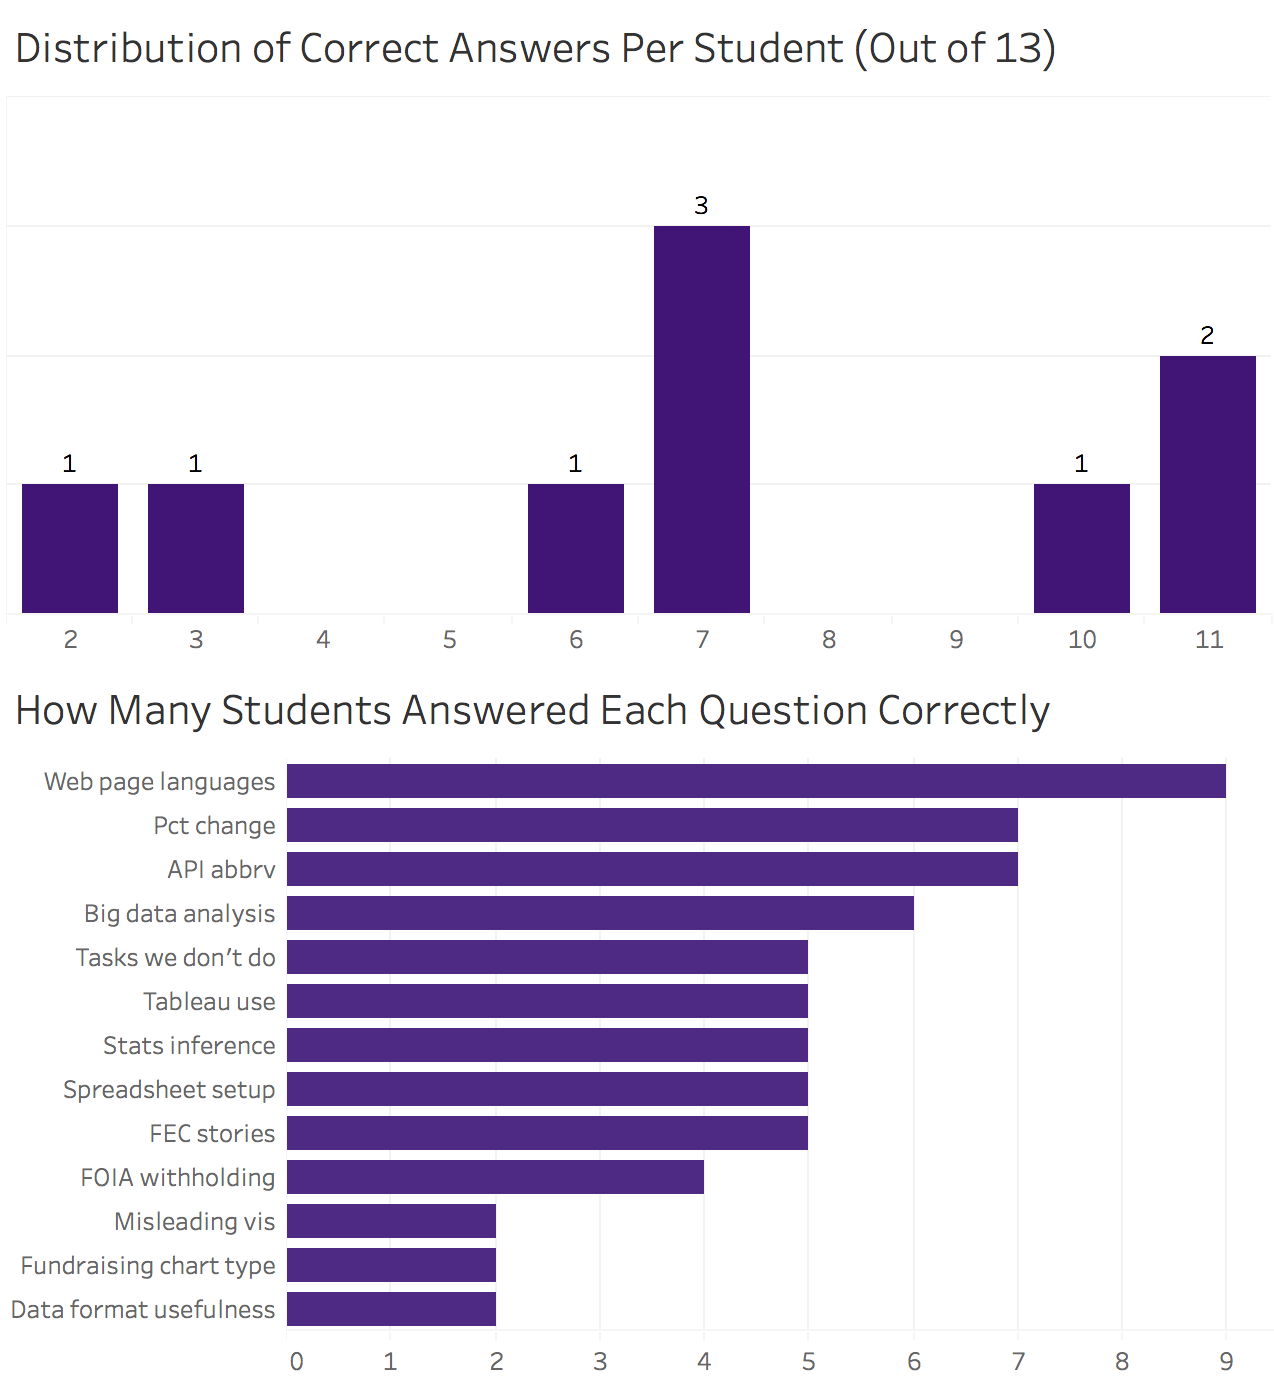 Distribution of Correct Answers Per Student (Out of 13)
3
2
1 1 1 1
2 3 4 5 6 7 8 9 10 11
How Many Students Answered Each Question Correctly
Web page languages
Pct change
API abbrv
Big data analysis
Tasks we don’t do
Tableau use
Stats inference
Spreadsheet setup
FEC stories
FOIA withholding
Misleading vis
Fundraising chart type
Data format usefulness
0 1 2 3 4 5 6 7 8 9